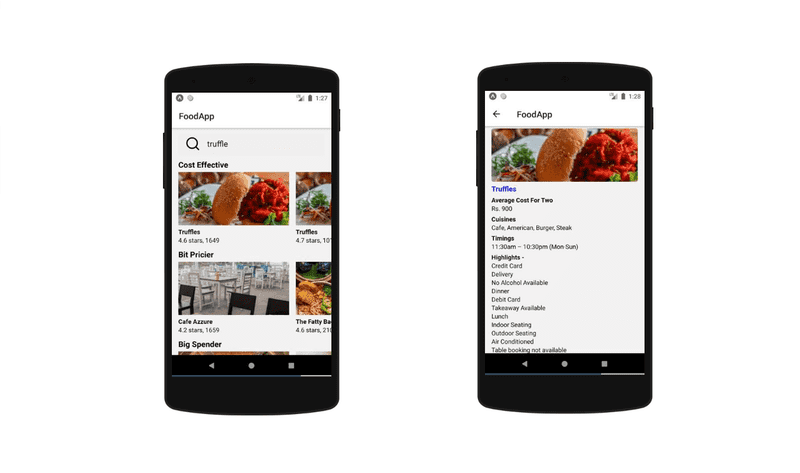 1:27
FoodApp
truffle
Cost Effective
Truffles
4.6 stars, 1649
Truffles
4.7 stars, 10
Bit Pricier
Cafe Azzure
4.2 stars, 1659
The Fatty Ba
4.6 stars, 210
Big Spender
1:28
FoodApp
Truffles
Average Cost For Two
Rs. 900
Cuisines
Cafe, American, Burger, Steak
Timings
11:30am – 10:30pm (Mon-Sun)
Highlights -
Credit Card
Delivery
No Alcohol Available
Dinner
Debit Card
Takeaway Available
Lunch
Indoor Seating
Outdoor Seating
Air Conditioned
Table booking not available